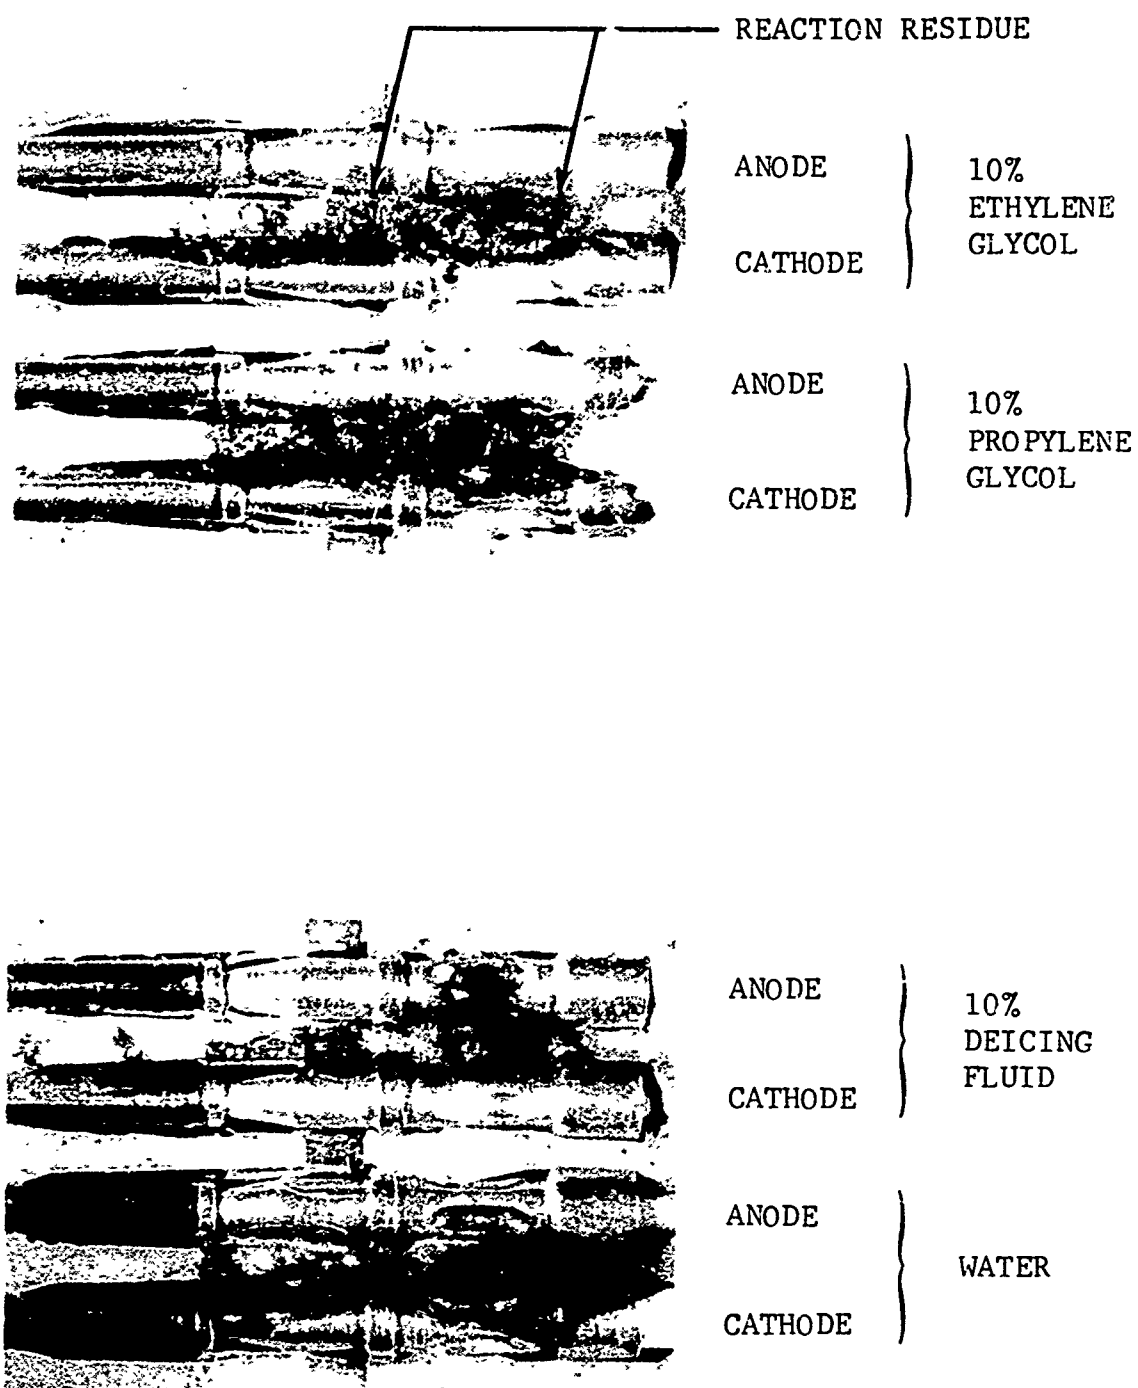 REACTION RESIDUE
ANODE
CATHODE
10%
ETHYLENE
GLYCOL
ANODE
CATHODE
10%
PROPYLENE
GLYCOL
ANODE
CATHODE
10%
DEICING
FLUID
ANODE
CATHODE
WATER